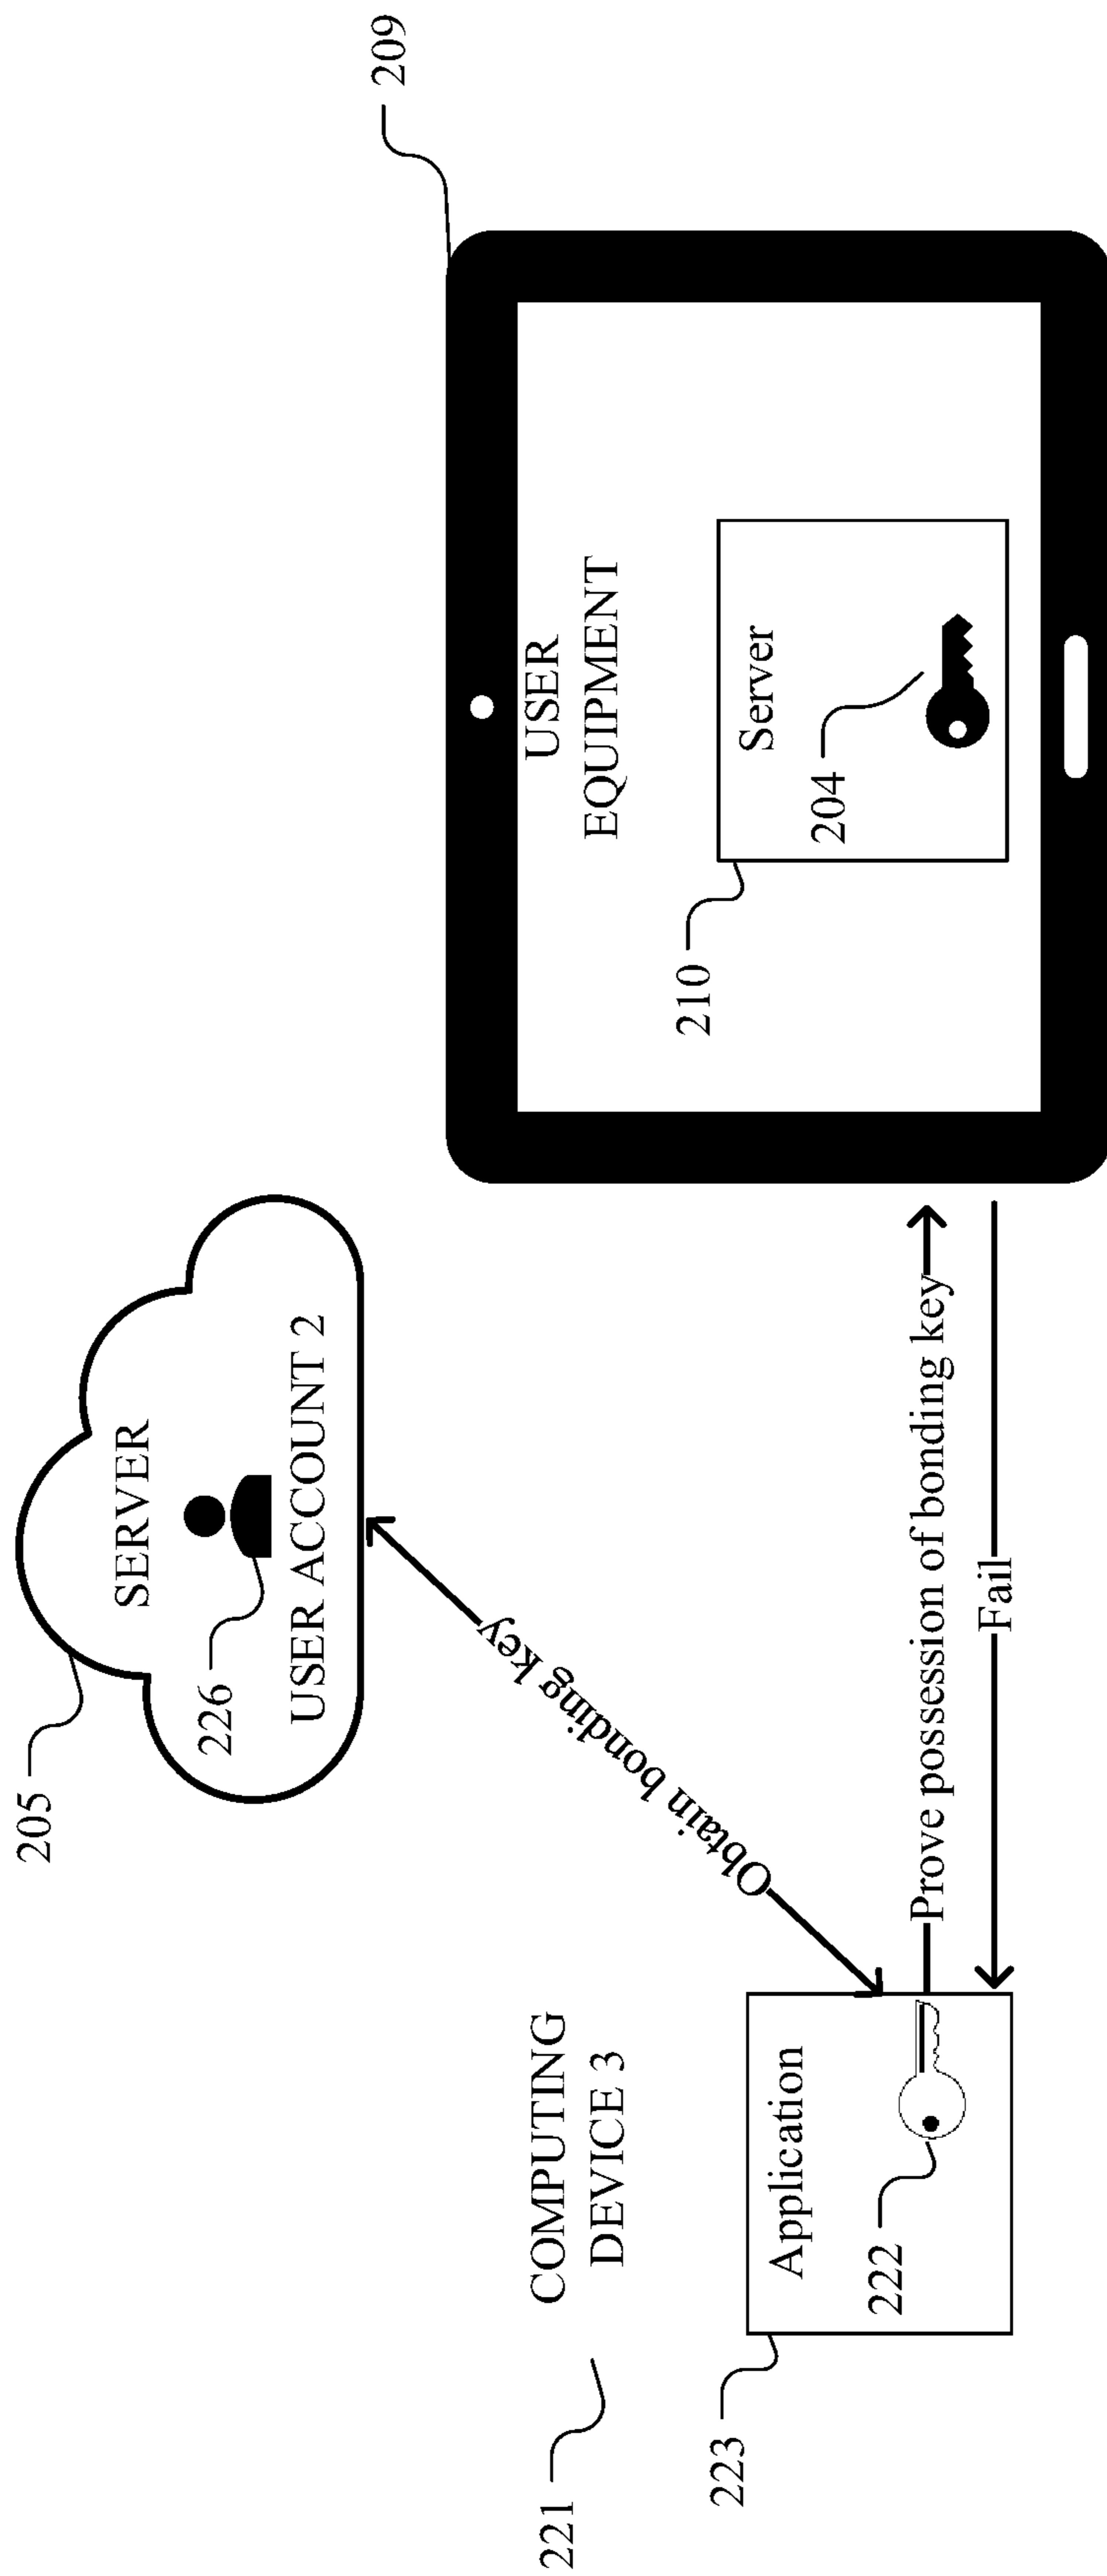 205
SERVER
226
USER ACCOUNT 2
209
Obtain bonding key
221
COMPUTING
DEVICE 3
USER
EQUIPMENT
223
Application
222
210
Server
204
Prove possession of bonding key
Fail